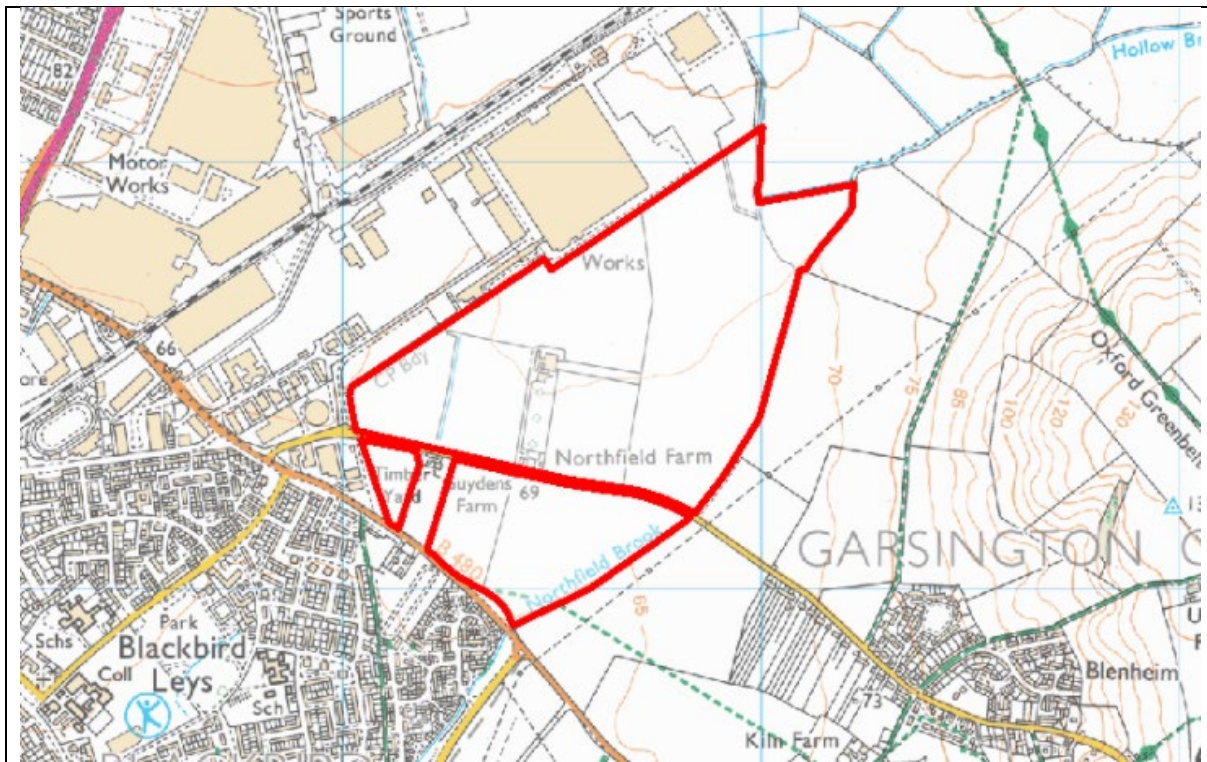 Sports
Ground
Hollow Br
82
Motor
Works
Works
66
CP Bdy
70
75
85
100
120
130
Oxford Greenbelt
Northfield Farm
Timber
Yard
Guydens
Farm
69
B 480
Northfield Brook
65
GARSINGTON
Park
Schs
Blackbird
Leys
Coll
Sch
Blenheim
73
Kiln Farm